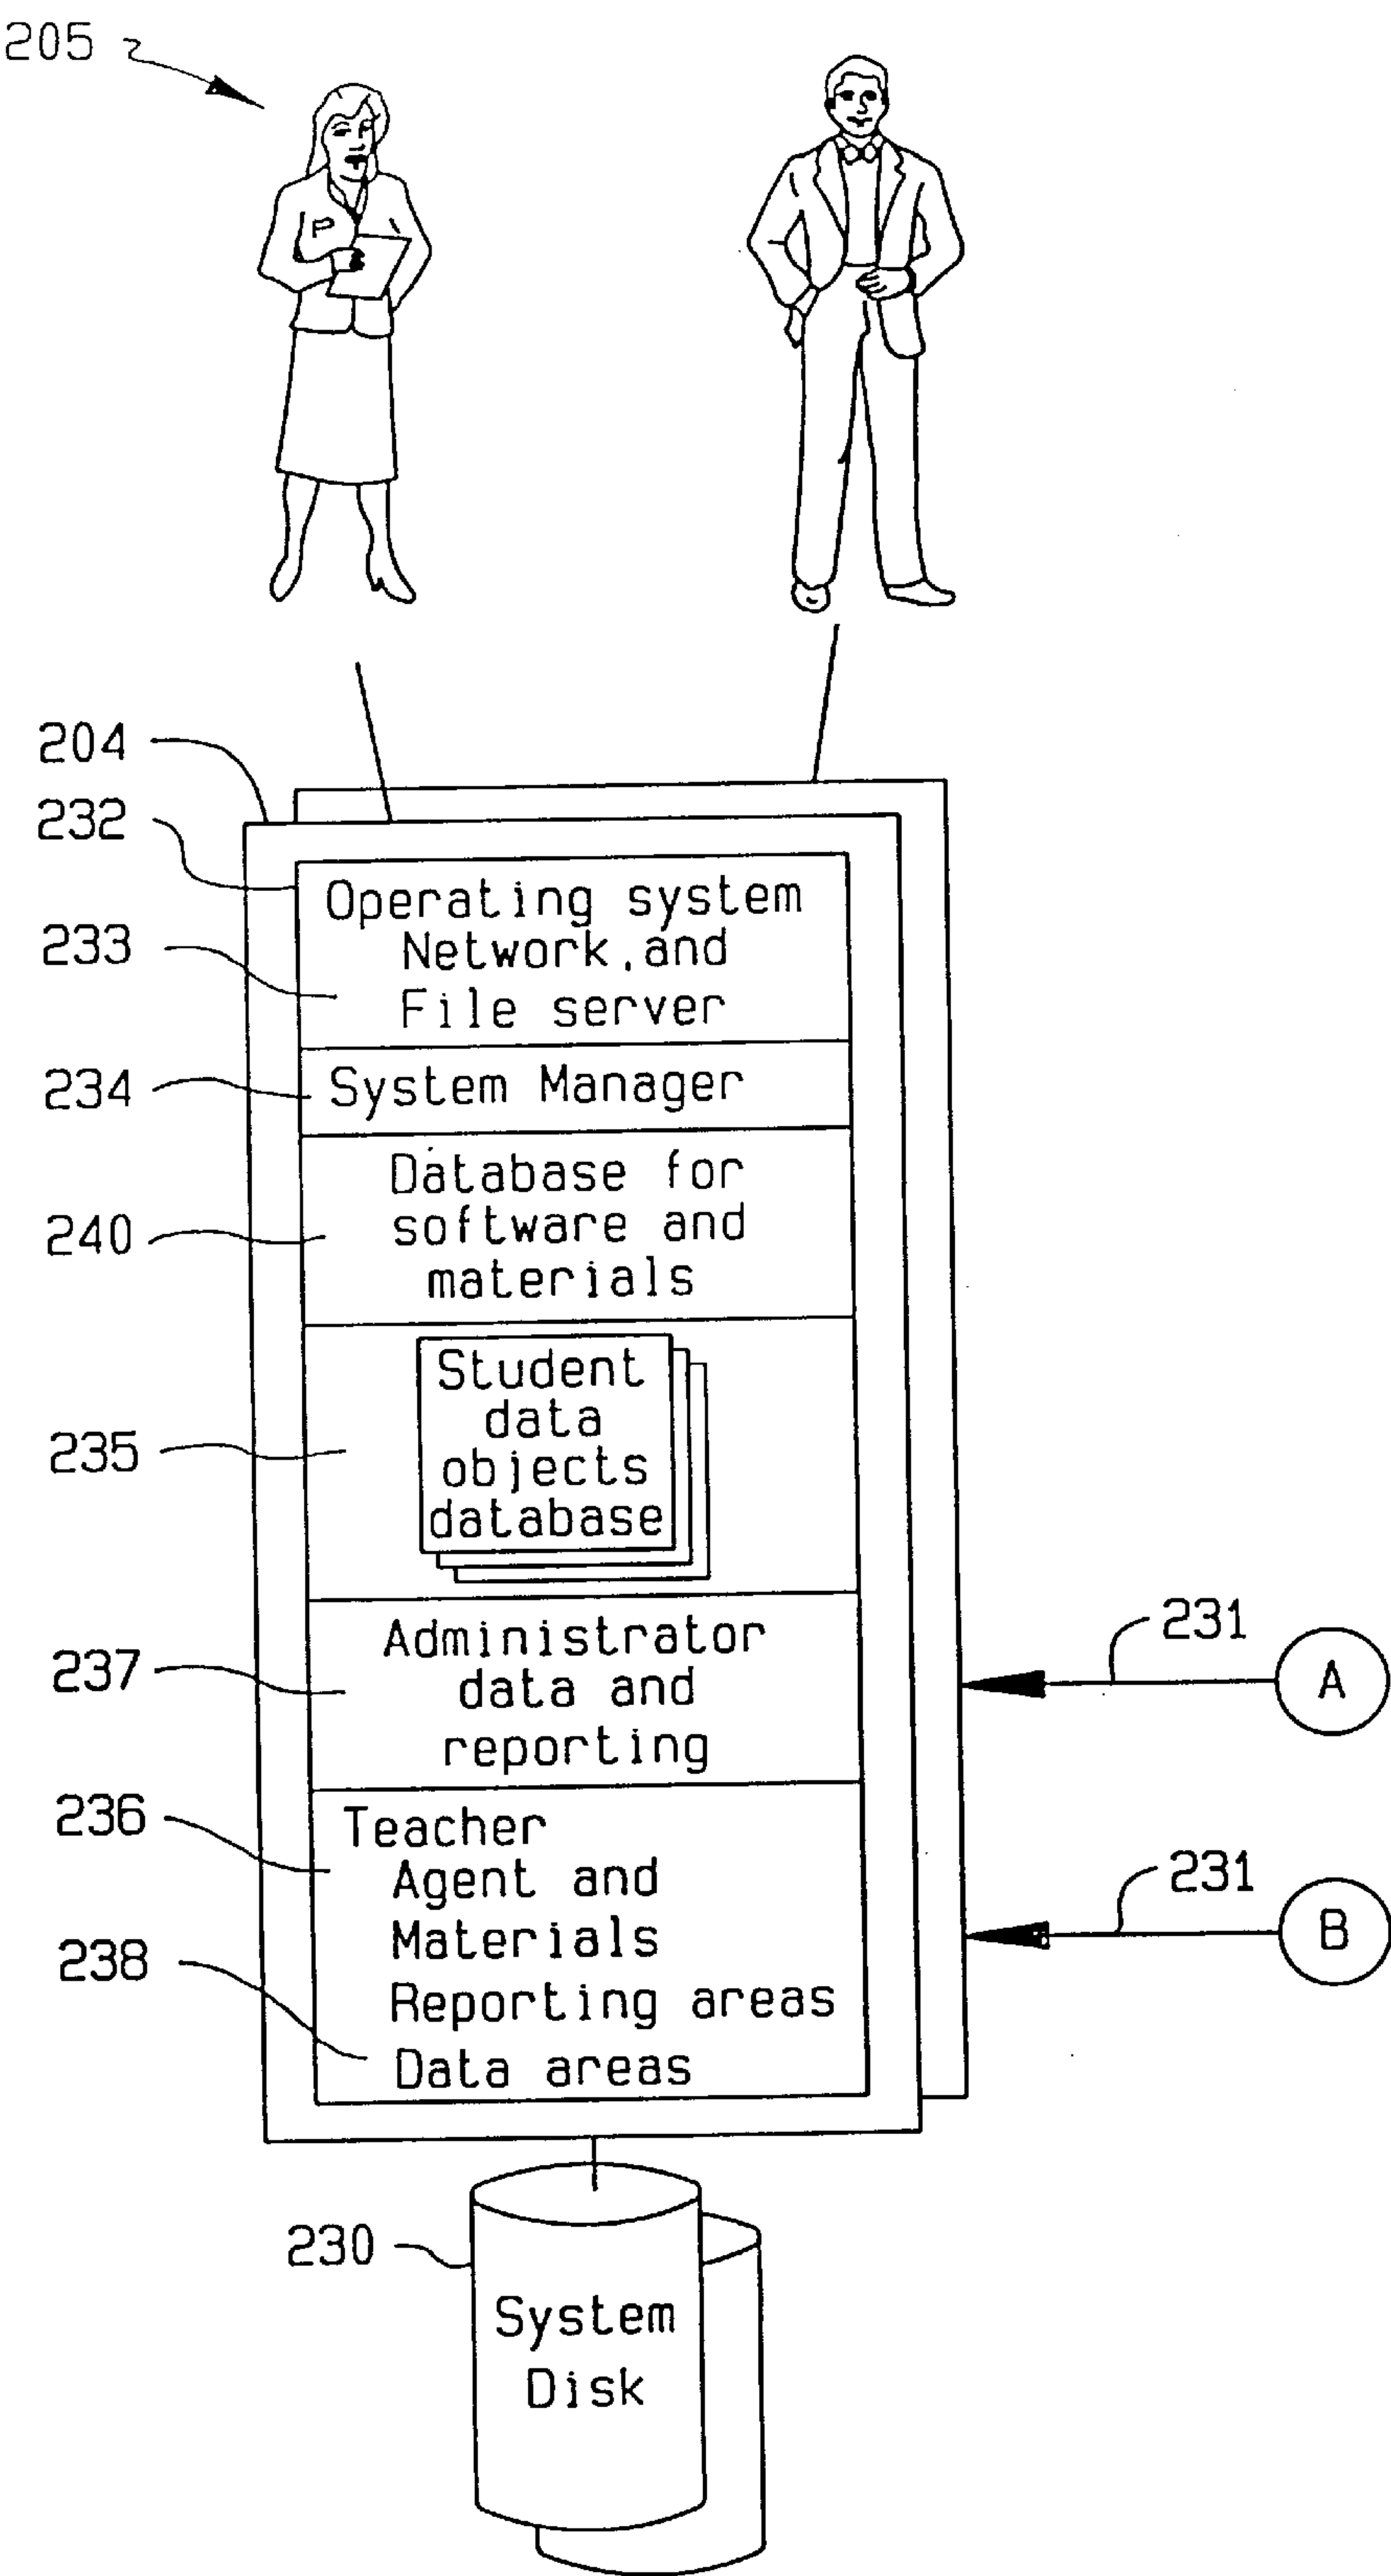 205
204
232
Operating system
233
Network, and
File server
234
System Manager
Database for
240
software and
materials
Student
data
235
objects
database
Administrator
231
237
data and
A
reporting
236
Teacher
Agent and
231
Materials
B
238
Reporting areas
Data areas
230
System
Disk